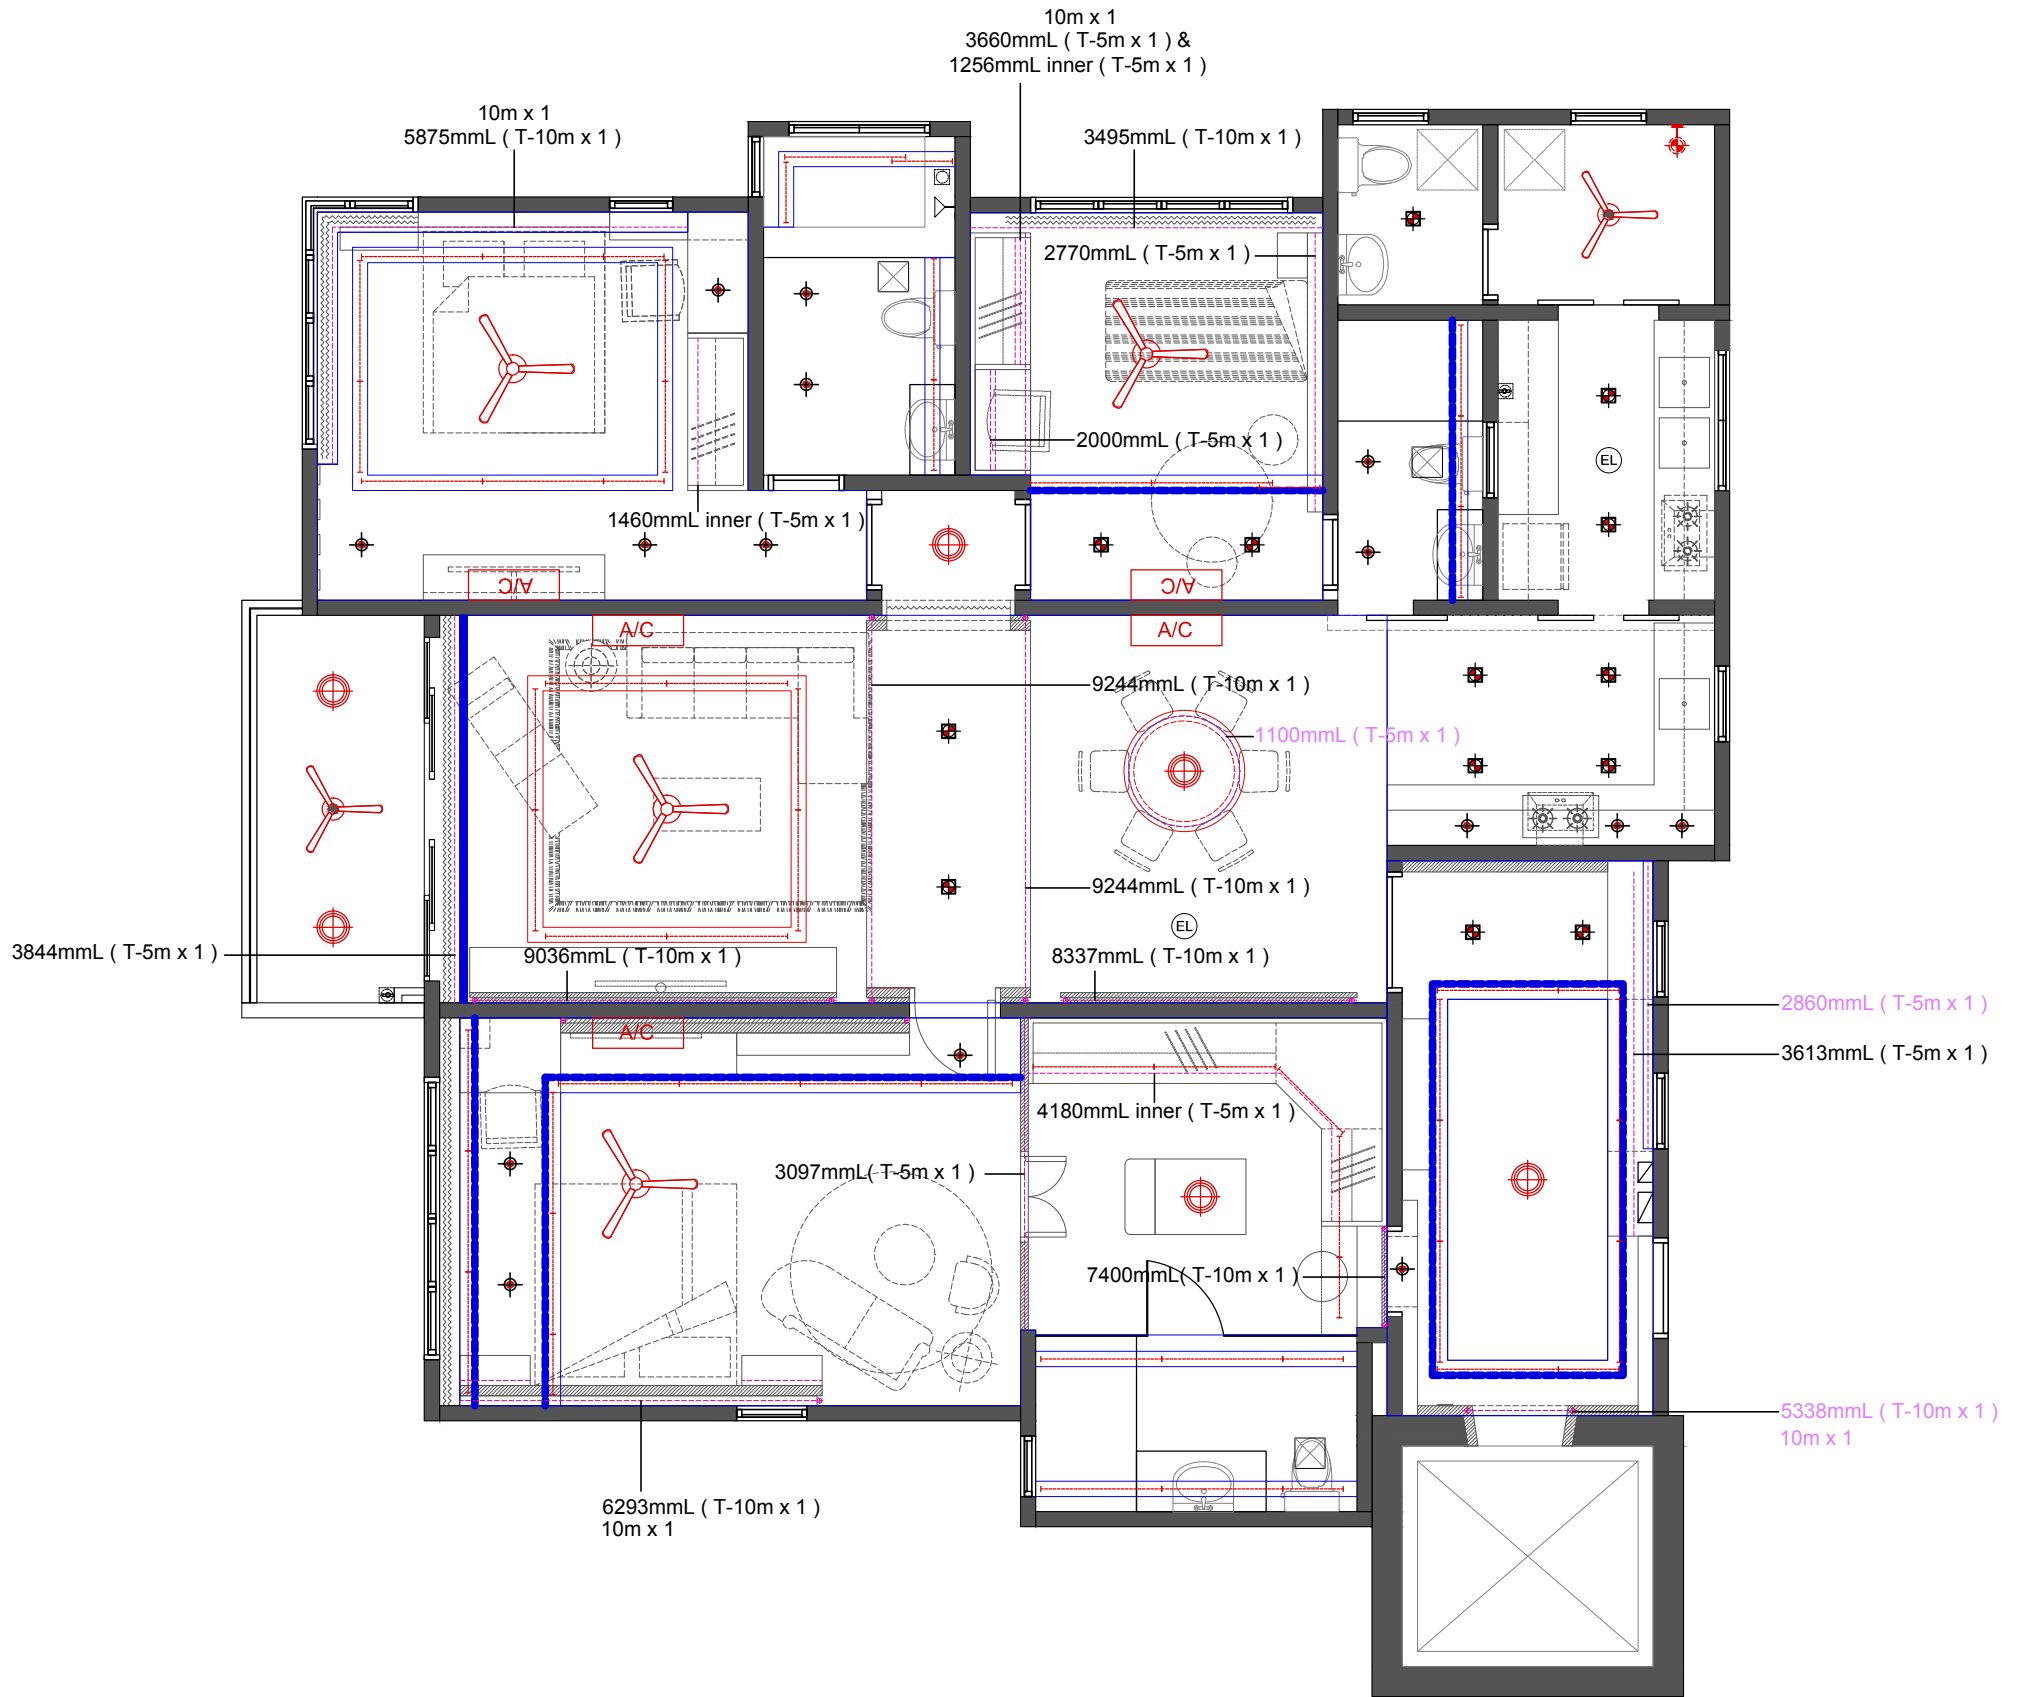 10m x 1
3660mmL ( T-5m x 1 ) &
1256mmL inner ( T-5m x 1 )
10m x 1
5875mmL ( T-10m x 1 )
3495mmL ( T-10m x 1 )
2770mmL ( T-5m x 1 )
2000mmL ( T-5m x 1 )
EL
1460mmL inner ( T-5m x 1 )
A/C
A/C
A/C
A/C
9244mmL ( T-10m x 1 )
1100mmL ( T-5m x 1 )
9244mmL ( T-10m x 1 )
EL
3844mmL ( T-5m x 1 )
9036mmL ( T-10m x 1 )
8337mmL ( T-10m x 1 )
2860mmL ( T-5m x 1 )
A/C
3613mmL ( T-5m x 1 )
4180mmL inner ( T-5m x 1 )
3097mmL( T-5m x 1 )
7400mmL( T-10m x 1 )
5338mmL ( T-10m x 1 )
10m x 1
6293mmL ( T-10m x 1 )
10m x 1